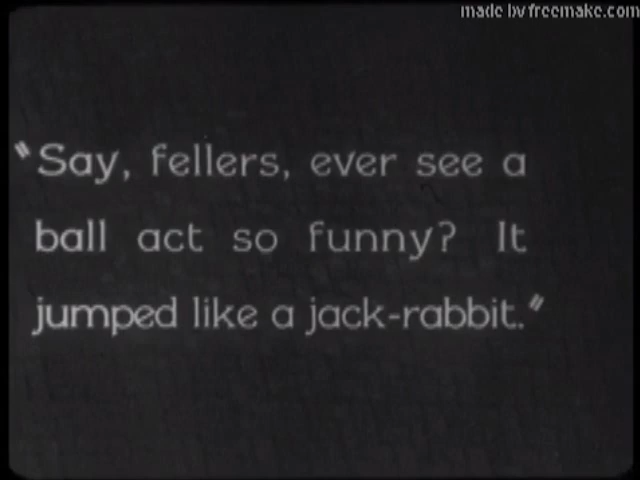 made by freemake.com
"Say, fellers, ever see a
ball act so funny? It
jumped like a jack-rabbit."